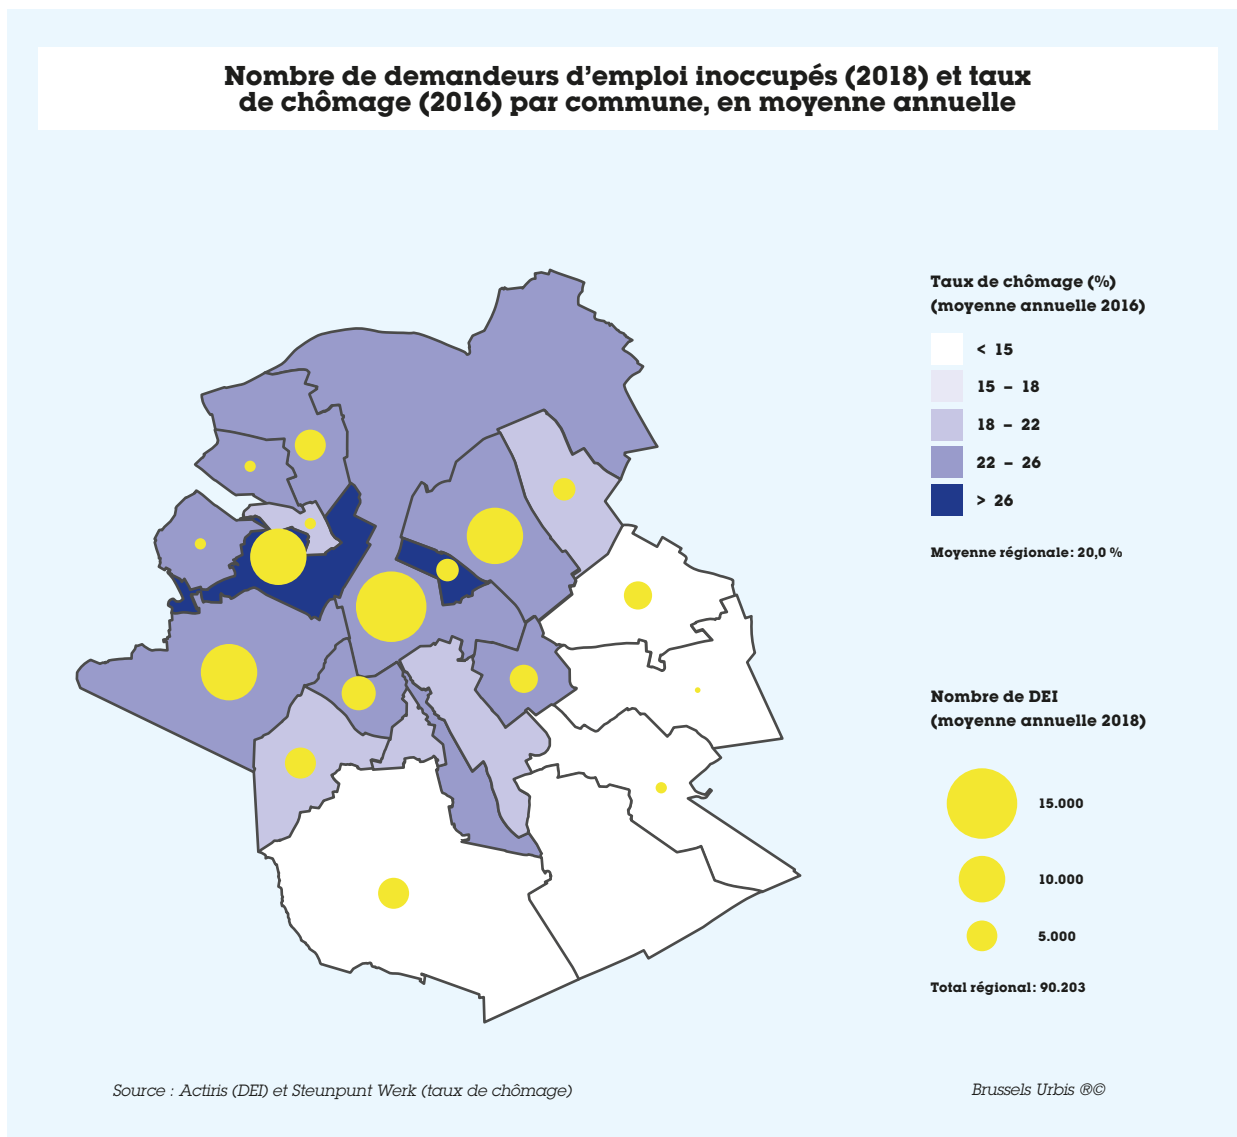 Nombre de demandeurs d’emploi inoccupés (2018) et taux
de chômage (2016) par commune, en moyenne annuelle
Taux de chômage (%)
(moyenne annuelle 2016)
< 15
15 – 18
18 – 22
22 – 26
> 26
Moyenne régionale: 20,0 %
Nombre de DEI
(moyenne annuelle 2018)
15.000
10.000
5.000
Total régional: 90.203
Source : Actiris (DEI) et Steunpunt Werk (taux de chômage)
Brussels Urbis ®©